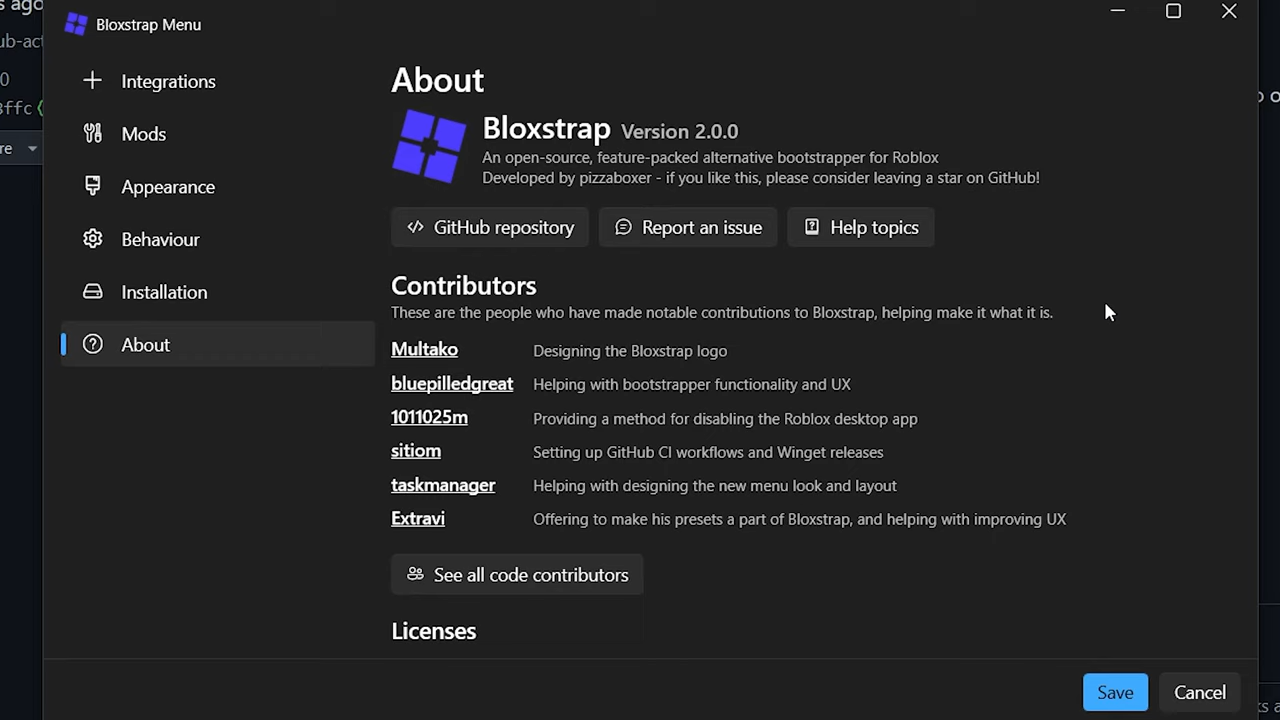 s ago
Bloxstrap Menu
ub-act
0
8ffc {
re
Integrations
Mods
Appearance
Behaviour
Installation
About
About
Bloxstrap Version 2.0.0
An open-source, feature-packed alternative bootstrapper for Roblox
Developed by pizzaboxer - if you like this, please consider leaving a star on GitHub!
GitHub repository Report an issue Help topics
Contributors
These are the people who have made notable contributions to Bloxstrap, helping make it what it is.
Multako Designing the Bloxstrap logo
bluepilledgreat Helping with bootstrapper functionality and UX
1011025m Providing a method for disabling the Roblox desktop app
sitiom Setting up GitHub CI workflows and Winget releases
taskmanager Helping with designing the new menu look and layout
Extravi Offering to make his presets a part of Bloxstrap, and helping with improving UX
See all code contributors
Licenses
Save Cancel